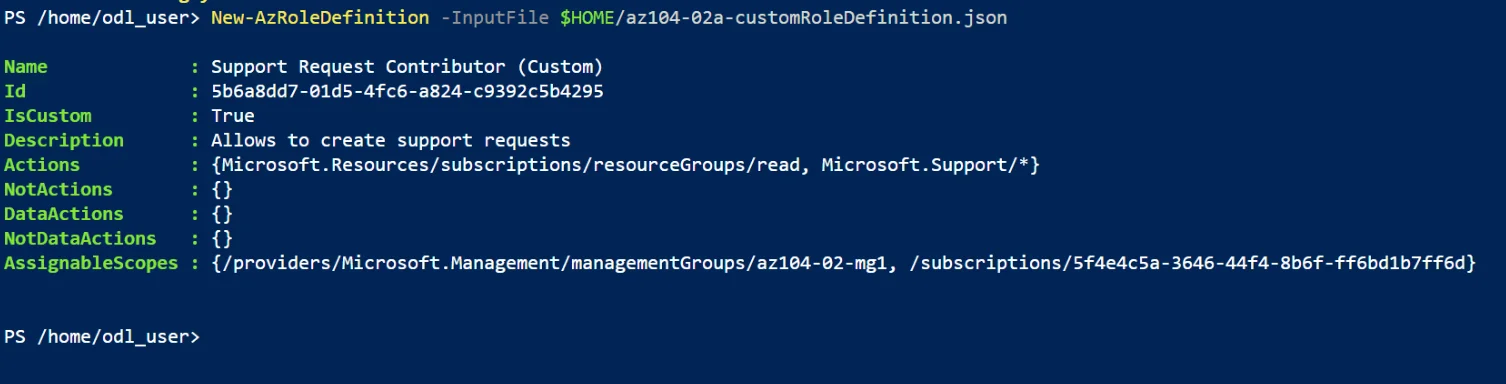 PS /home/odl_user> New-AzRoleDefinition -InputFile $HOME/az104-02a-customRoleDefinition.json
Name : Support Request Contributor (Custom)
Id : 5b6a8dd7-01d5-4fc6-a824-c9392c5b4295
IsCustom : True
Description : Allows to create support requests
Actions : {Microsoft.Resources/subscriptions/resourceGroups/read, Microsoft.Support/*}
NotActions : {}
DataActions : {}
NotDataActions : {}
AssignableScopes : {/providers/Microsoft.Management/managementGroups/az104-02-mg1, /subscriptions/5f4e4c5a-3646-44f4-8b6f-ff6bd1b7ff6d}
PS /home/odl_user>